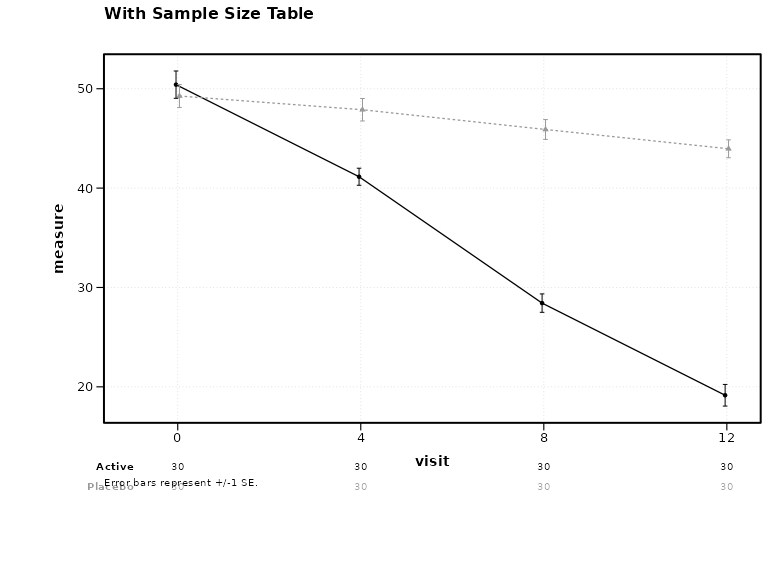 With Sample Size Table
50
40
30
20
measure
0 4 8 12
visit
Active 30 30 30 30
Error bars represent +/-1 SE.
Placebo 30 30 30 30